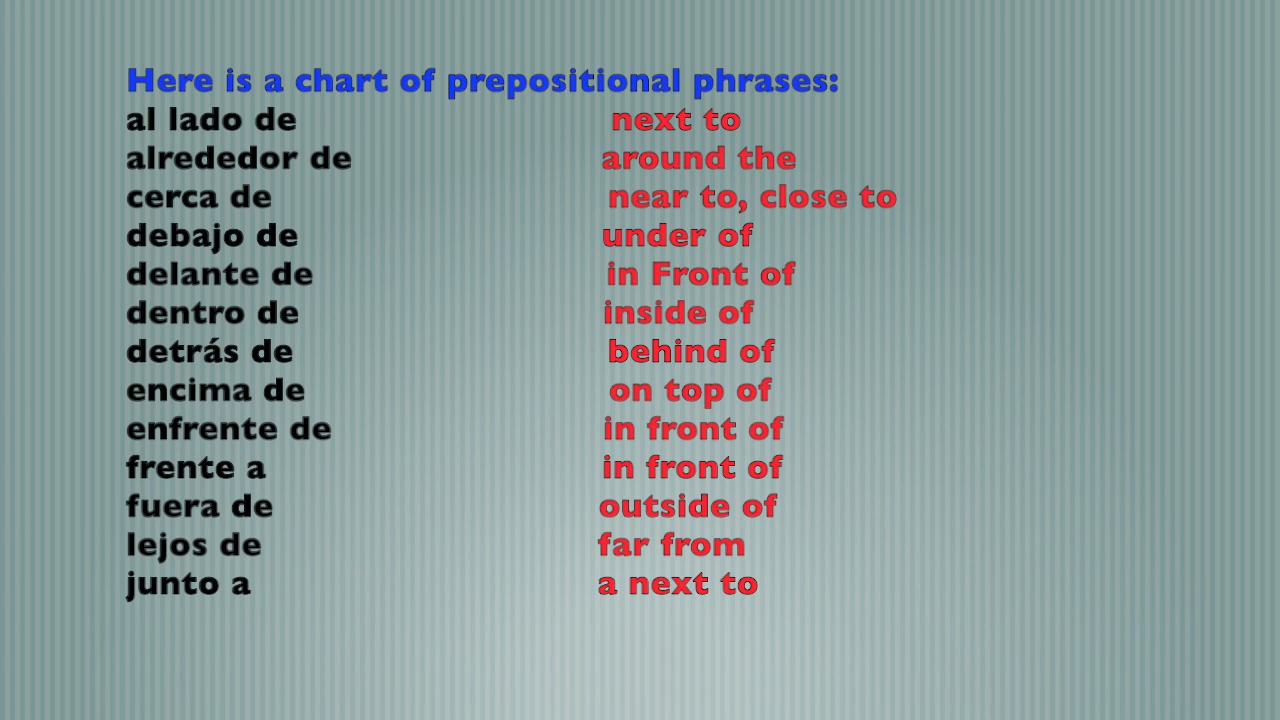 Here is a chart of prepositional phrases:
al lado de next to
alrededor de around the
cerca de near to, close to
debajo de under of
delante de in Front of
dentro de inside of
detrás de behind of
encima de on top of
enfrente de in front of
frente a in front of
fuera de outside of
lejos de far from
junto a a next to